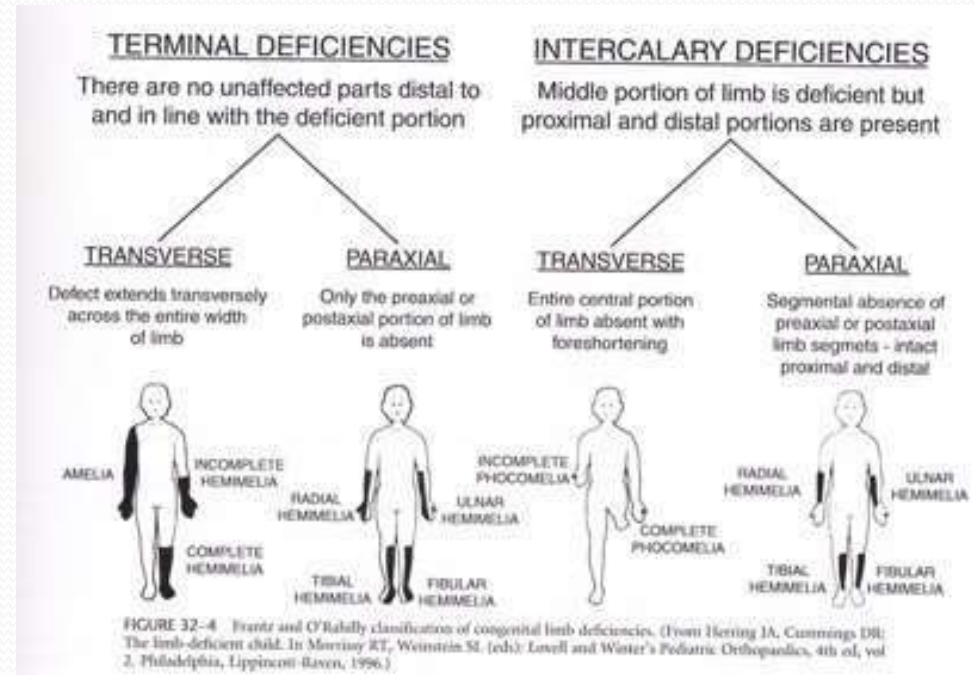 TERMINAL DEFICIENCIES
There are no unaffected parts distal to
and in line with the deficient portion
TRANSVERSE
Defect extends transversely
across the entire width
of limb
PARAXIAL
Only the preaxial or
postaxial portion of limb
is absent
AMELIA
INCOMPLETE
HEMIMELIA
COMPLETE
HEMIMELIA
RADIAL
HEMIMELIA
ULNAR
HEMIMELIA
TIBIAL
HEMIMELIA
FIBULAR
HEMIMELIA
INTERCALARY DEFICIENCIES
Middle portion of limb is deficient but
proximal and distal portions are present
TRANSVERSE
Entire central portion
of limb absent with
foreshortening
PARAXIAL
Segmental absence of
preaxial or postaxial
limb segmets - intact
proximal and distal
INCOMPLETE
PHOCOMELIA
COMPLETE
PHOCOMELIA
RADIAL
HEMIMELIA
ULNAR
HEMIMELIA
TIBIAL
HEMIMELIA
FIBULAR
HEMIMELIA
FIGURE 32-4 Frantz and O'Rahilly classification of congenital limb deficiencies. (From Herring JA, Cummings DR:
The limb-deficient child. In Morrissy RT, Weinstein SL (eds): Lovell and Winter's Pediatric Orthopaedics, 4th ed, vol
2. Philadelphia, Lippincott-Raven, 1996.)